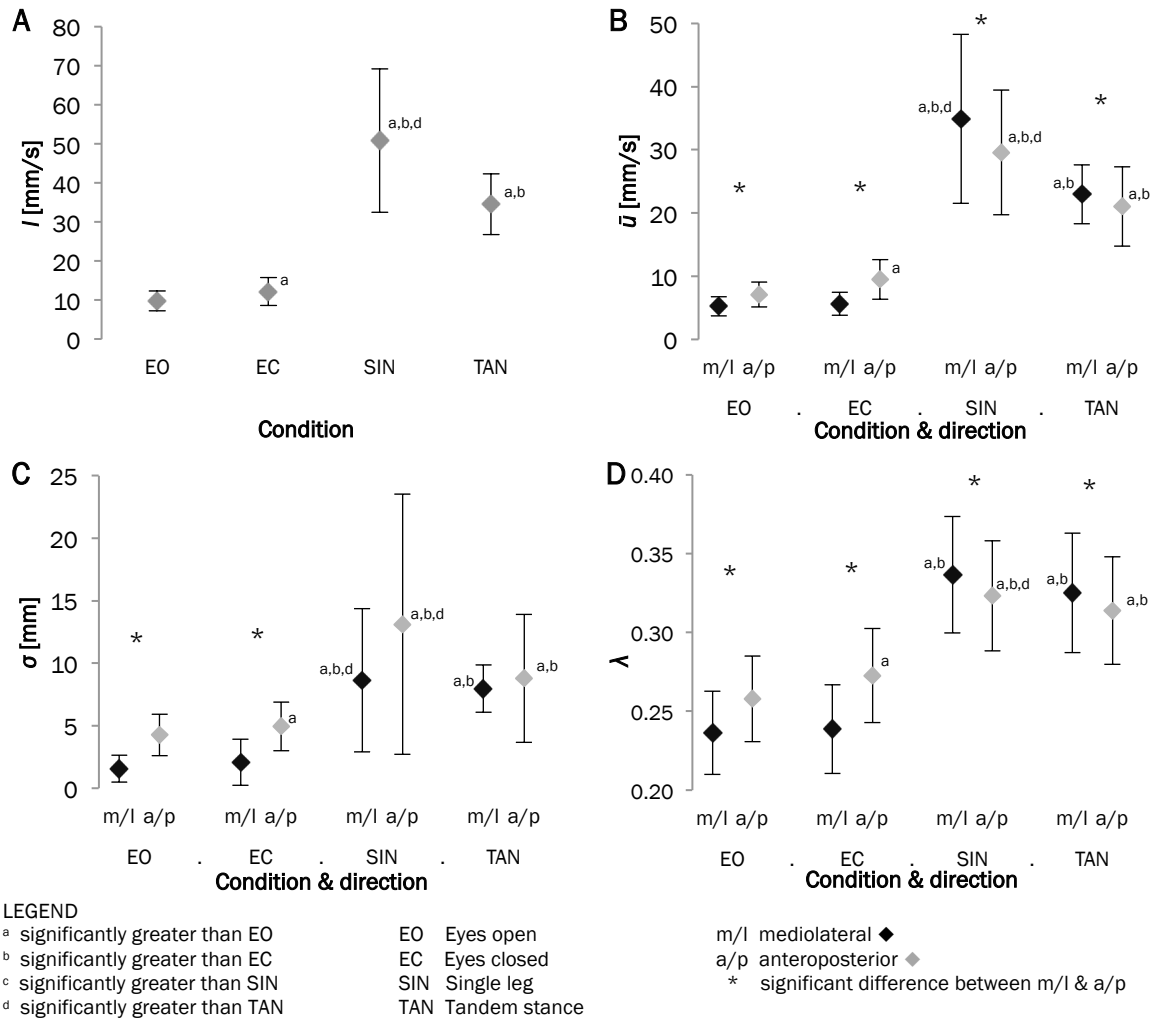 A
80
70
60
50
40
30
20
10
0
l [mm/s]
a
a,b,d
a,b
EO EC SIN TAN
Condition
B
50
40
30
20
10
0
ū [mm/s]
*
*
a
*
a,b,d
a,b,d
*
a,b
a,b
m/l a/p m/l a/p m/l a/p m/l a/p
EO . EC . SIN . TAN
Condition & direction
C
25
20
15
10
5
0
σ [mm]
*
*
a
a,b,d
a,b,d
a,b
a,b
m/l a/p m/l a/p m/l a/p m/l a/p
EO . EC . SIN . TAN
Condition & direction
D
0.40
0.35
0.30
0.25
0.20
λ
*
*
a
*
a,b
a,b,d
*
a,b
a,b
m/l a/p m/l a/p m/l a/p m/l a/p
EO . EC . SIN . TAN
Condition & direction
LEGEND
a significantly greater than EO
b significantly greater than EC
c significantly greater than SIN
d significantly greater than TAN
EO Eyes open
EC Eyes closed
SIN Single leg
TAN Tandem stance
m/l mediolateral
a/p anteroposterior
* significant difference between m/l & a/p